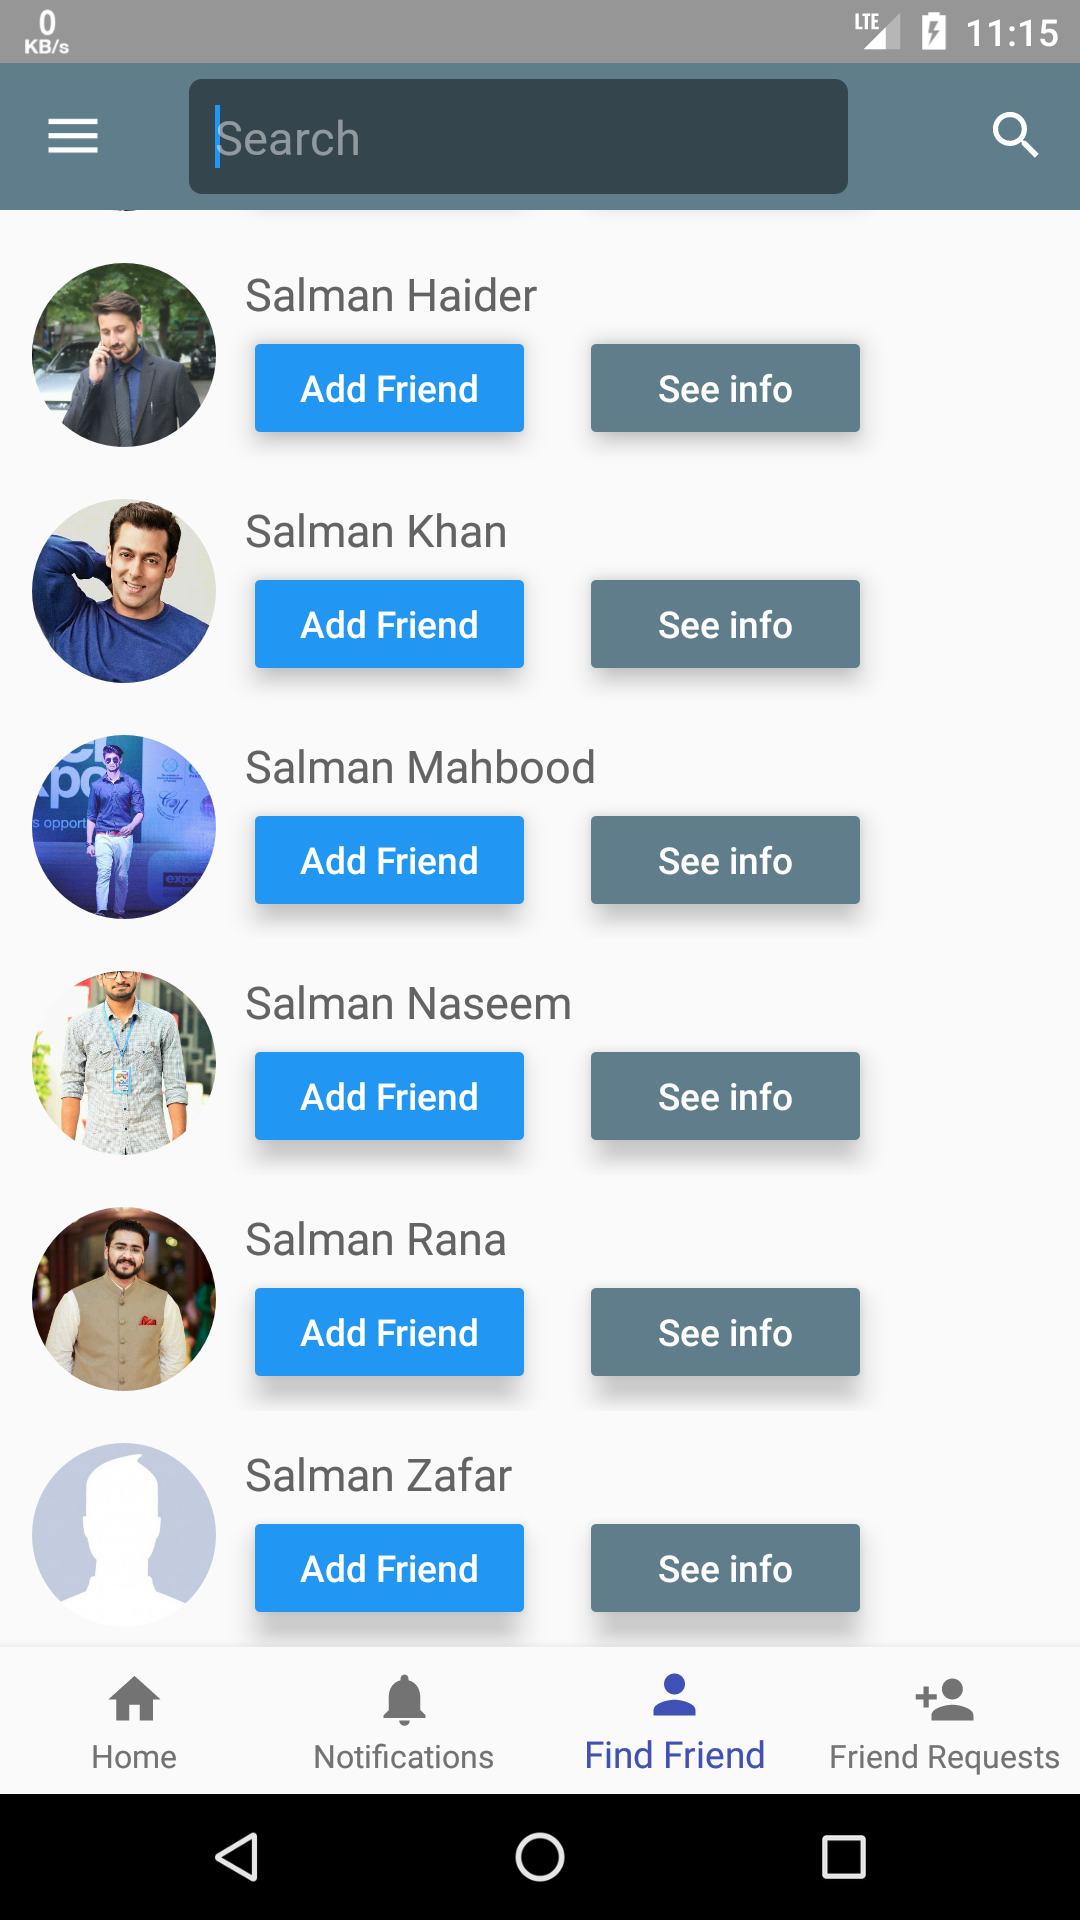 0
KB/s
LTE
11:15
Search
Salman Haider
Add Friend
See info
Salman Khan
Add Friend
See info
Salman Mahbood
Add Friend
See info
Salman Naseem
Add Friend
See info
Salman Rana
Add Friend
See info
Salman Zafar
Add Friend
See info
Home
Notifications
Find Friend
Friend Requests